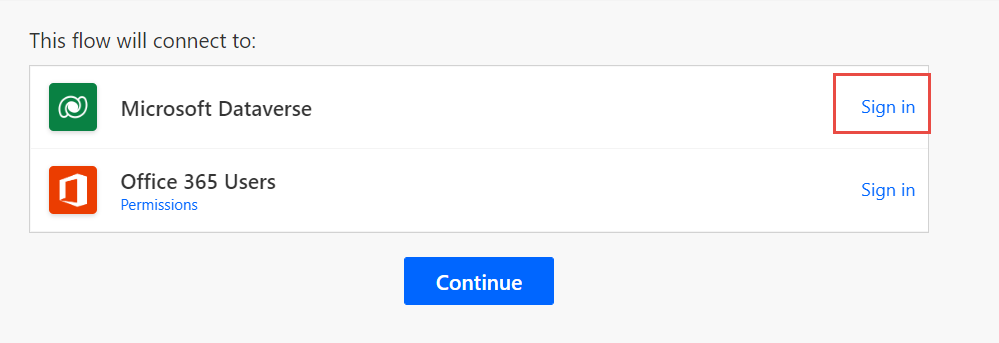 This flow will connect to:
Microsoft Dataverse
Sign in
Office 365 Users
Permissions
Sign in
Continue